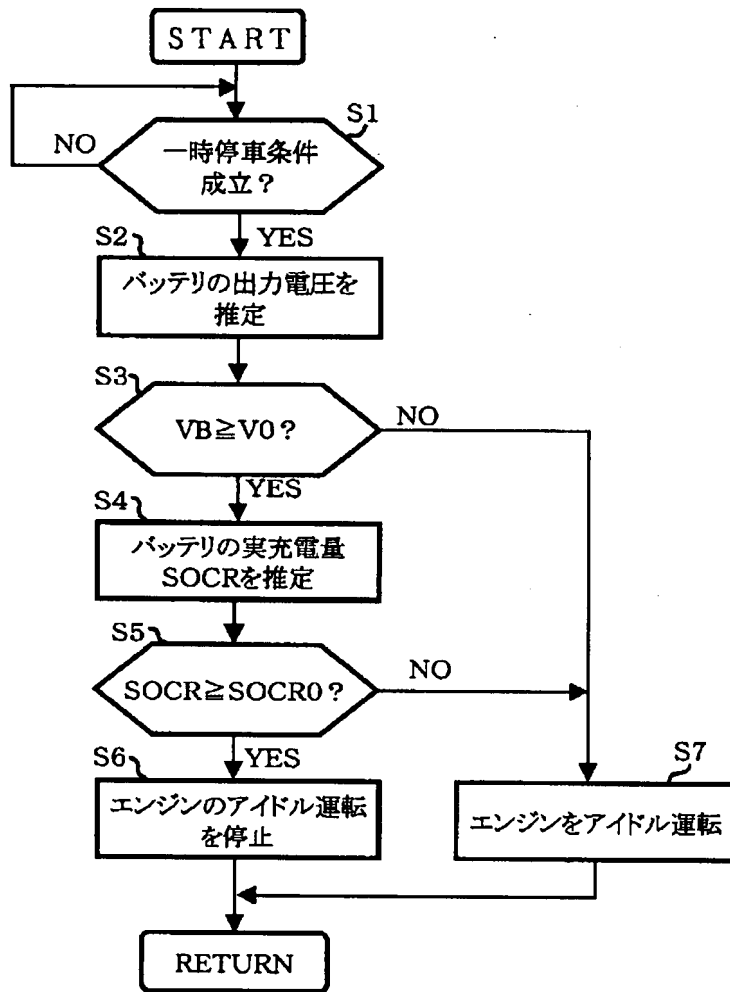 START
S1
NO
一時停車条件
成立?
S2
YES
バッテリの出力電圧を
推定
S3
NO
VB≧V0?
S4
YES
バッテリの実充電量
SOCRを推定
S5
NO
SOCR≧SOCR0?
S6
YES
S7
エンジンのアイドル運転
を停止
エンジンをアイドル運転
RETURN